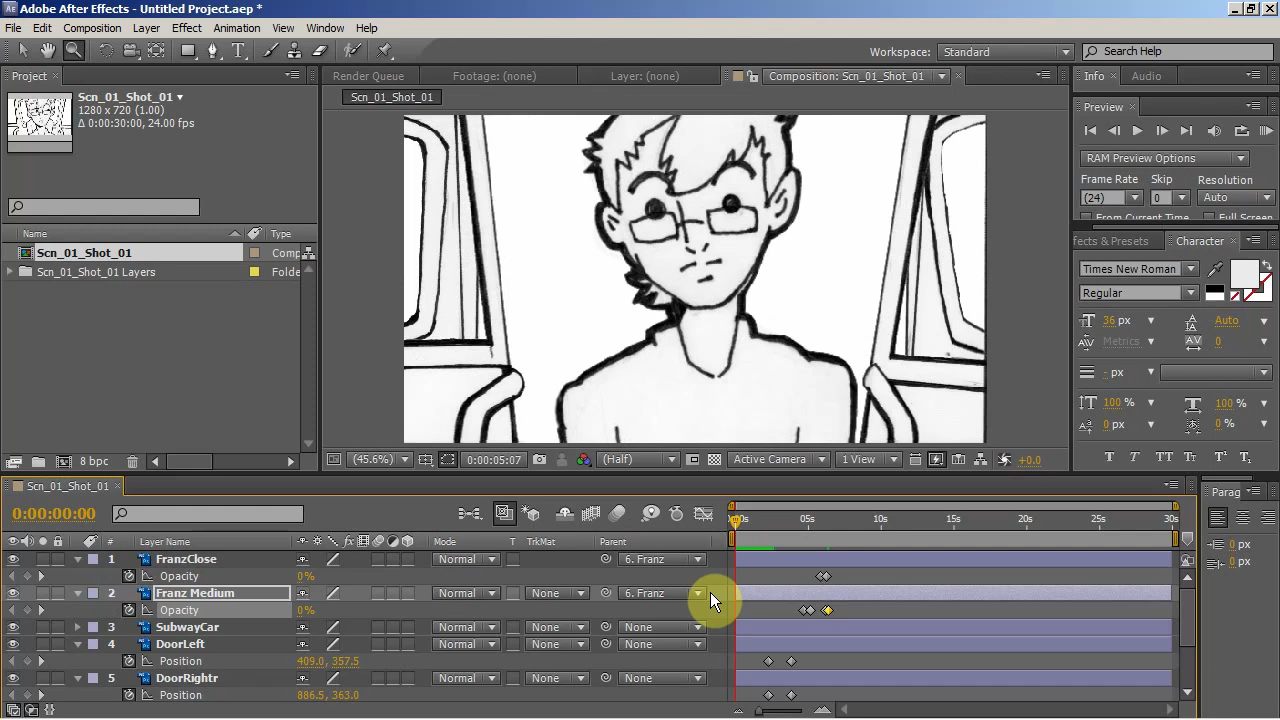 Adobe After Effects - Untitled Project.aep *
File Edit Composition Layer Effect Animation View Window Help
Workspace: Standard Search Help
Project Render Queue Footage: (none) Layer: (none) Composition: Scn_01_Shot_01 Info Audio
Scn_01_Shot_01
1280 x 720 (1.00)
Δ 0:00:30:00, 24.00 fps
Scn_01_Shot_01
Preview
RAM Preview Options
Frame Rate Skip Resolution
(24) 0 Auto
From Current Time Full Screen
Name Type
Scn_01_Shot_01 Comp
Scn_01_Shot_01 Layers Folde
ffects & Presets Character
Times New Roman
Regular
36 px Auto
Metrics 0
- px
100 % 100 %
0 px 0 %
T T TT Tt T T
8 bpc (45.6%) 0:00:05:07 (Half) Active Camera 1 View +0.0
Scn_01_Shot_01 Parag
0:00:00:00
0 px
0 px
00s 05s 10s 15s 20s 25s 30s
# Layer Name fx Mode T TrkMat Parent
1 FranzClose Normal 6. Franz
Opacity 0%
2 Franz Medium Normal None 6. Franz
Opacity 0%
3 SubwayCar Normal None None
4 DoorLeft Normal None None
Position 409.0, 357.5
5 DoorRightr Normal None None
Position 886.5, 363.0